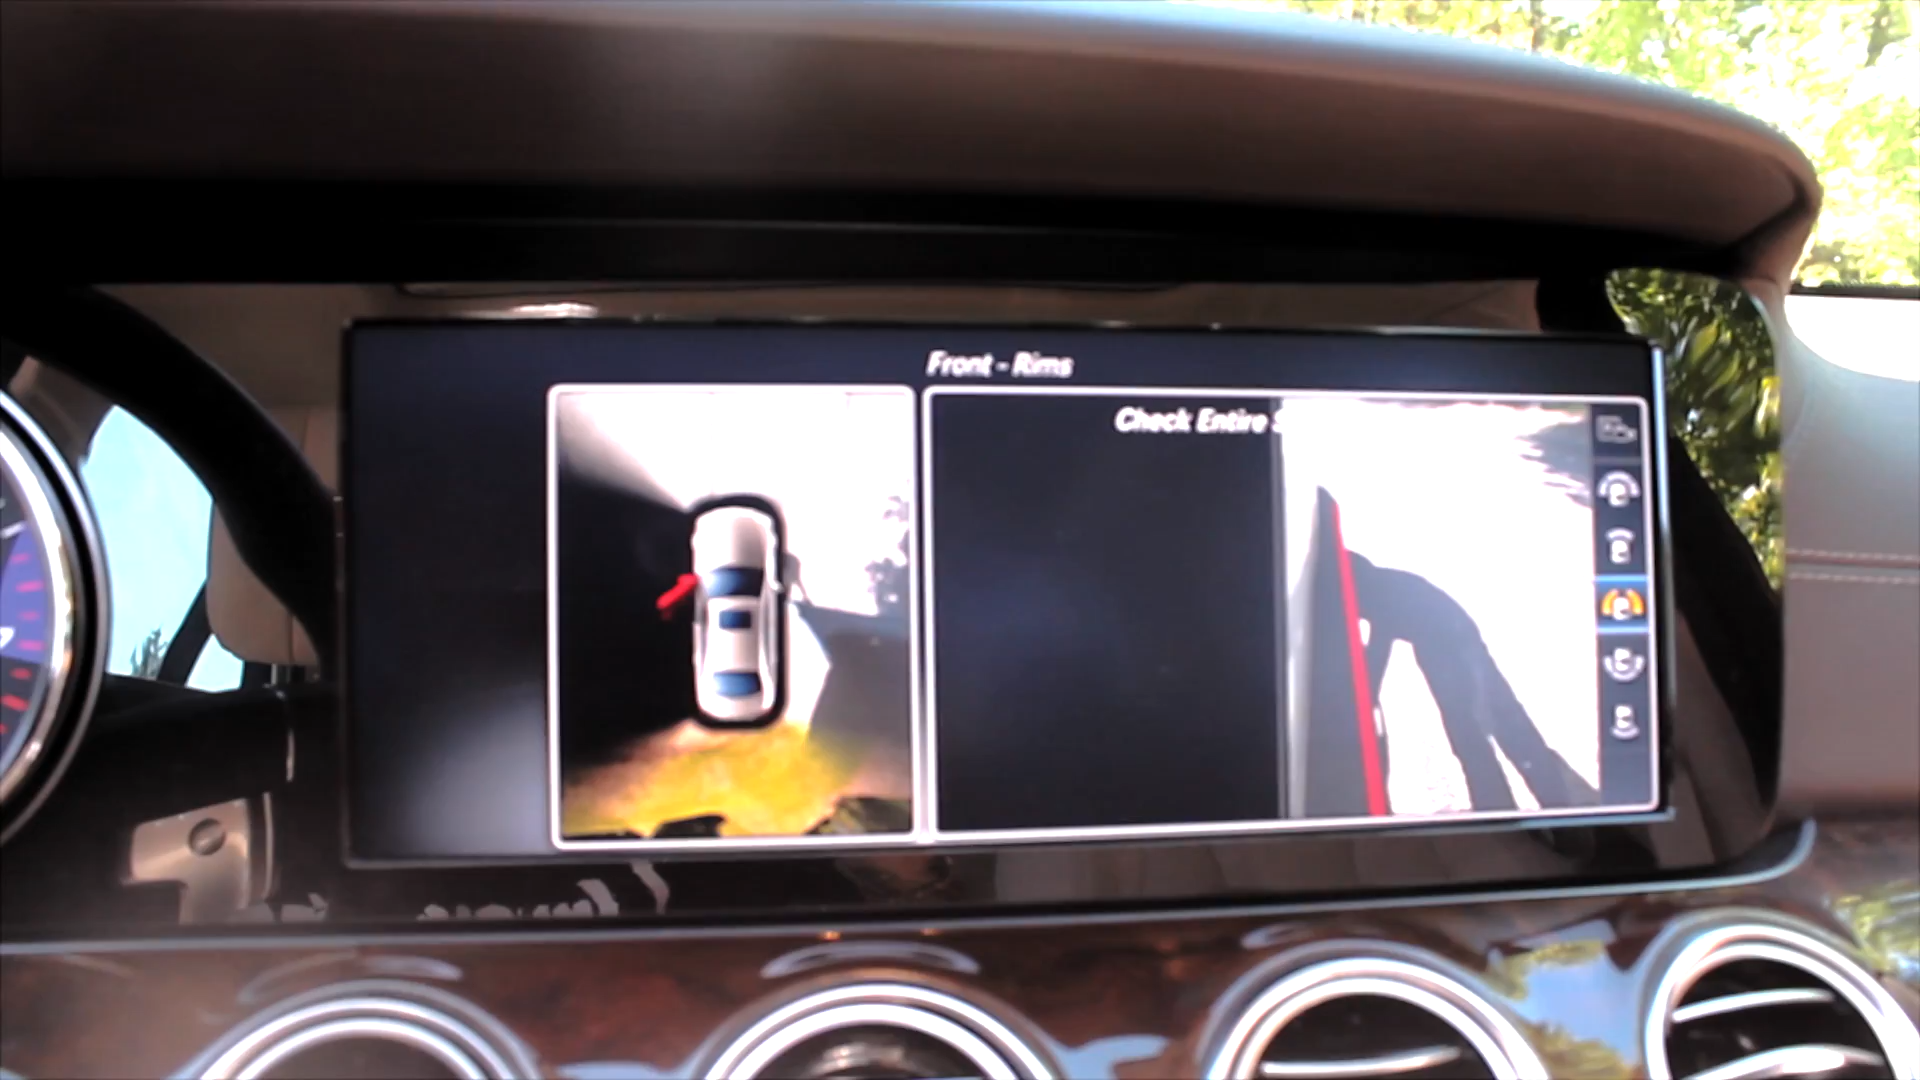 Front - Rims
Check Entire S